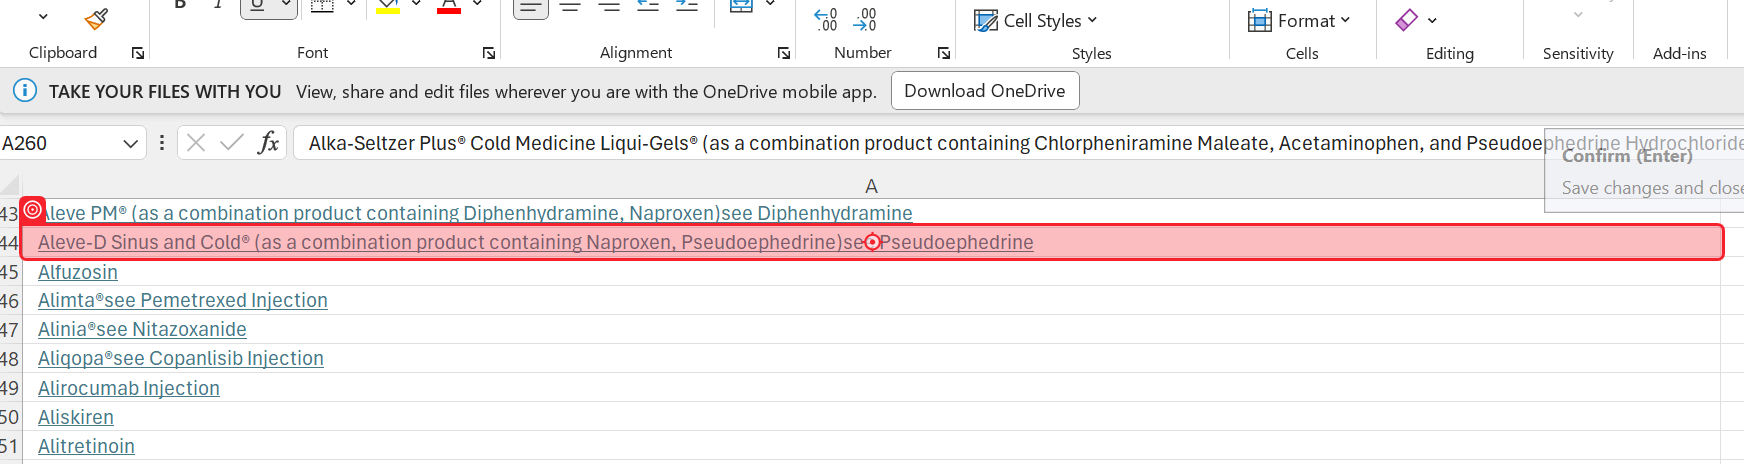 B I U A
.00
Cell Styles
Format
Clipboard Font Alignment Number Styles Cells Editing Sensitivity Add-ins
TAKE YOUR FILES WITH YOU View, share and edit files wherever you are with the OneDrive mobile app. Download OneDrive
A260 fx Alka-Seltzer Plus® Cold Medicine Liqui-Gels® (as a combination product containing Chlorpheniramine Maleate, Acetaminophen, and Pseudoephedrine Hydrochloride
Confirm (Enter)
Save changes and close
A
43 Aleve PM® (as a combination product containing Diphenhydramine, Naproxen)see Diphenhydramine
44 Aleve-D Sinus and Cold® (as a combination product containing Naproxen, Pseudoephedrine)see Pseudoephedrine
45 Alfuzosin
46 Alimta®see Pemetrexed Injection
47 Alinia®see Nitazoxanide
48 Aliqopa®see Copanlisib Injection
49 Alirocumab Injection
50 Aliskiren
51 Alitretinoin